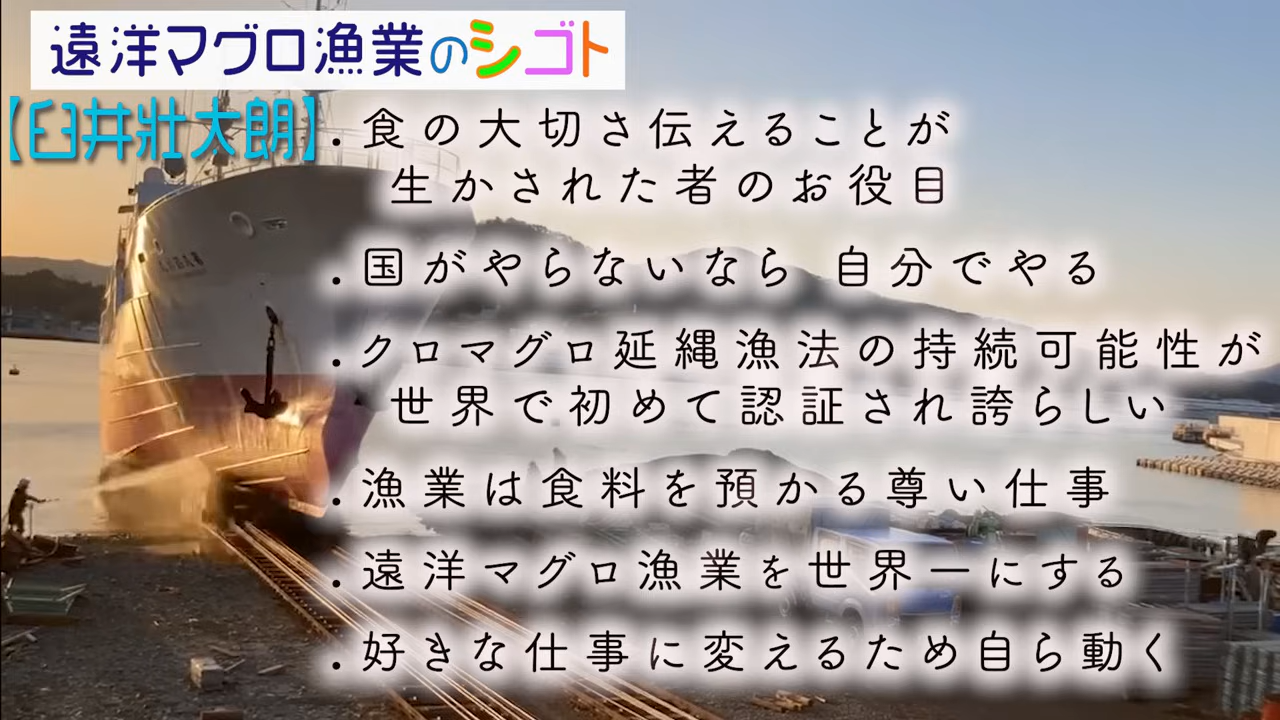 遠洋マグロ漁業のシゴト
【臼井壯太朗】
. 食の大切さ伝えることが
生かされた者のお役目
. 国がやらないなら 自分でやる
. クロマグロ延縄漁法の持続可能性が
世界で初めて認証され誇らしい
. 漁業は食料を預かる尊い仕事
. 遠洋マグロ漁業を世界一にする
. 好きな仕事に変えるため自ら動く